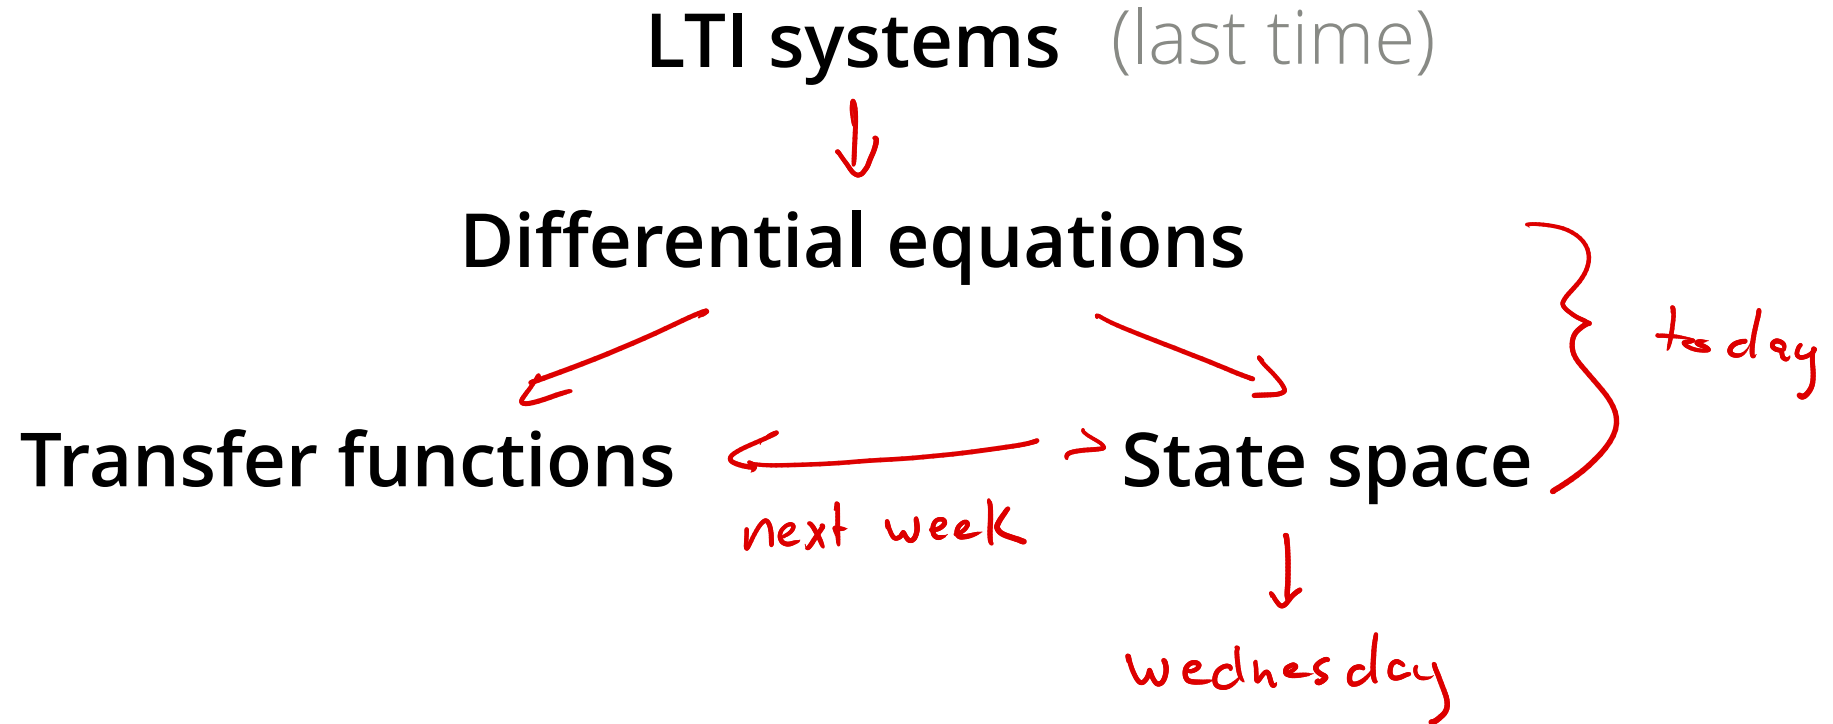 LTI systems (last time)
Differential equations
today
Transfer functions State space
next week
wednesday